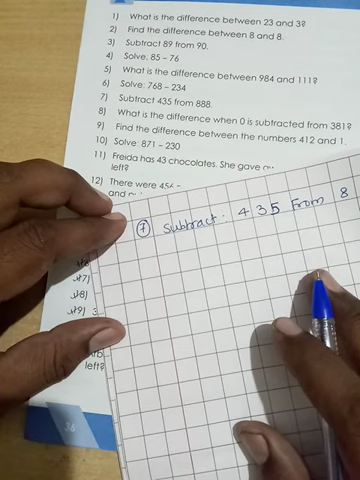 1) What is the difference between 23 and 3?
2) Find the difference between 8 and 8.
3) Subtract 89 from 90.
4) Solve: 85 – 76
5) What is the difference between 984 and 111?
6) Solve: 768 – 234
7) Subtract 435 from 888.
8) What is the difference when 0 is subtracted from 381?
9) Find the difference between the numbers 412 and 1.
10) Solve: 871 – 230
11) Freida has 43 chocolates. She gave
left?
12) There were
and
7 Subtract: 435 From 8
left?
36